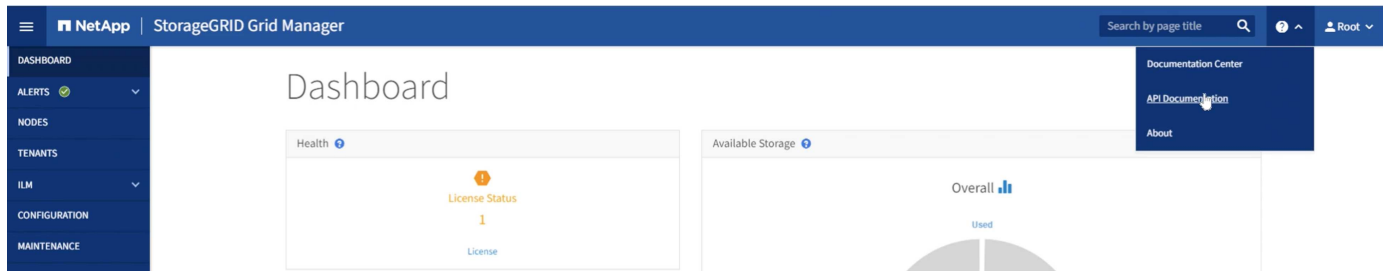 NetApp | StorageGRID Grid Manager
Search by page title
Root
DASHBOARD
ALERTS
NODES
TENANTS
ILM
CONFIGURATION
MAINTENANCE
Documentation Center
API Documentation
About
Dashboard
Health
License Status
1
License
Available Storage
Overall
Used